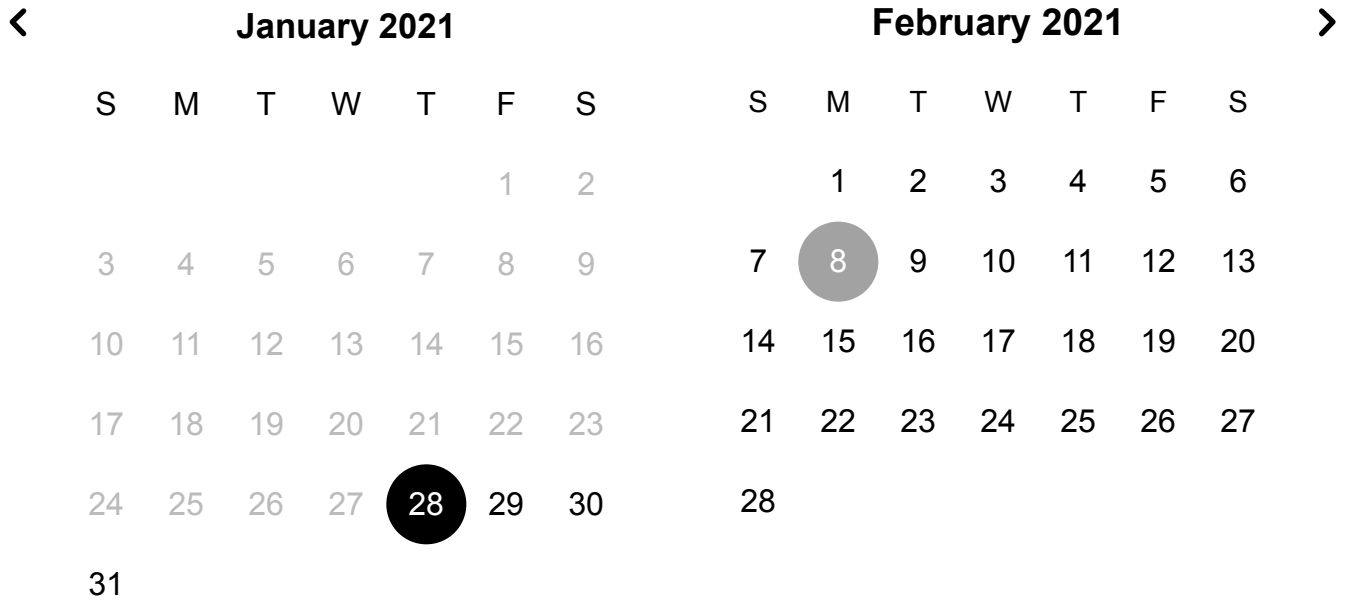 January 2021
S M T W T F S
1 2
3 4 5 6 7 8 9
10 11 12 13 14 15 16
17 18 19 20 21 22 23
24 25 26 27 28 29 30
31
February 2021
S M T W T F S
1 2 3 4 5 6
7 8 9 10 11 12 13
14 15 16 17 18 19 20
21 22 23 24 25 26 27
28